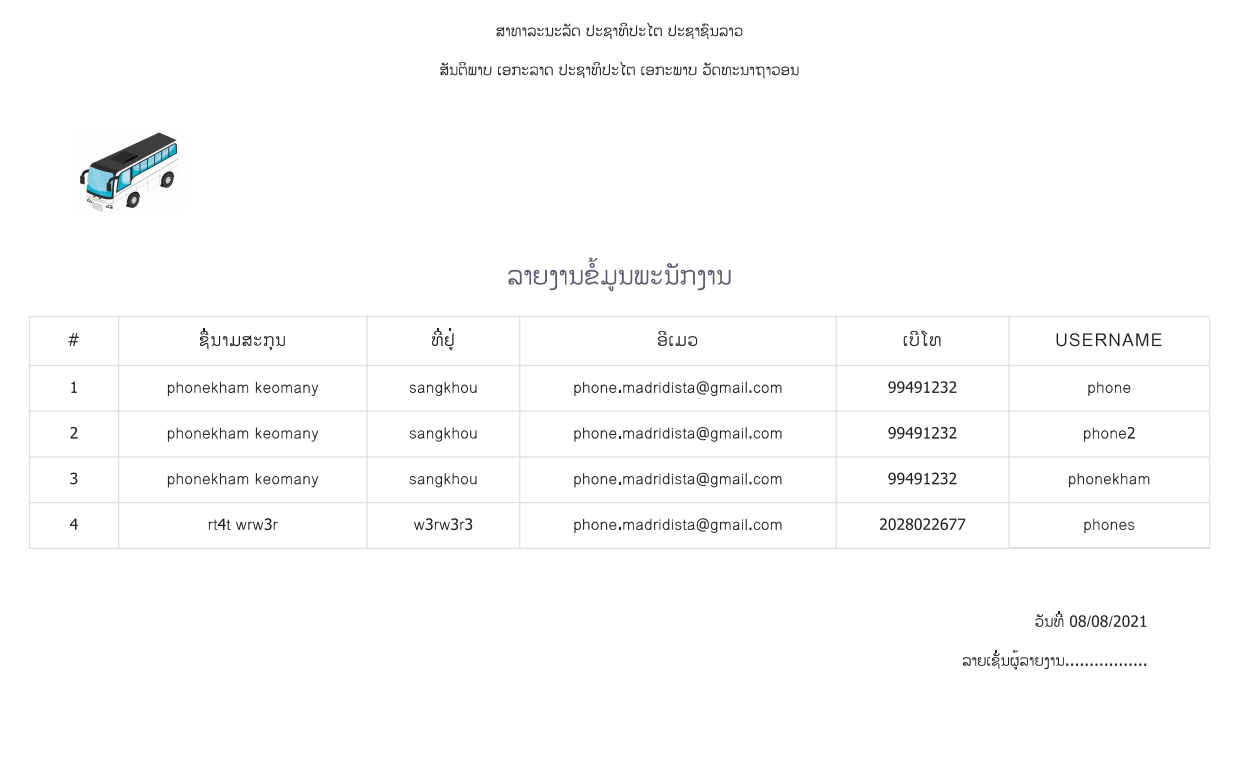 ສາທາລະນະລັດ ປະຊາທິປະໄຕ ປະຊາຊົນລາວ
ສັນຕິພາບ ເອກະລາດ ປະຊາທິປະໄຕ ເອກະພາບ ວັດທະນາຖາວອນ
ລາຍງານຂໍ້ມູນພະນັກງານ
# ຊື່ນາມສະກຸນ ທີ່ຢູ່ ອີເມວ ເບີໂທ USERNAME
1 phonekham keomany sangkhou phone.madridista@gmail.com 99491232 phone
2 phonekham keomany sangkhou phone.madridista@gmail.com 99491232 phone2
3 phonekham keomany sangkhou phone.madridista@gmail.com 99491232 phonekham
4 rt4t wrw3r w3rw3r3 phone.madridista@gmail.com 2028022677 phones
ວັນທີ່ 08/08/2021
ລາຍເຊັ່ນຜູ້ລາຍງານ.................